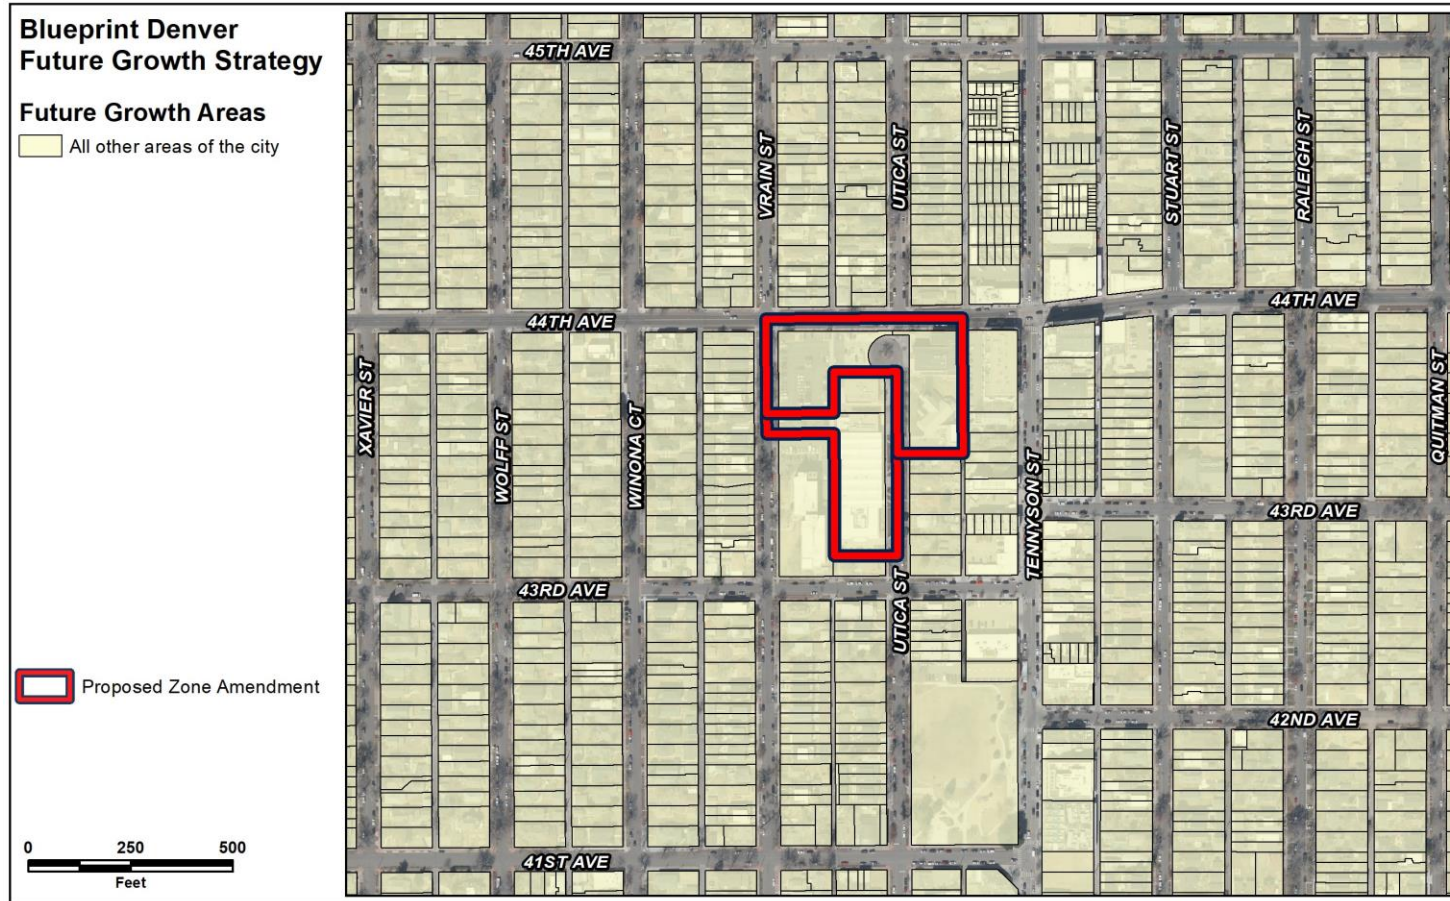 Blueprint Denver
Future Growth Strategy
Future Growth Areas
All other areas of the city
Proposed Zone Amendment
0 250 500
Feet
45TH AVE
VRAIN ST
UTICA ST
STUART ST
RALEIGH ST
44TH AVE
44TH AVE
XAVIER ST
WOLFF ST
WINONA CT
TENNYSON ST
QUITMAN ST
43RD AVE
43RD AVE
UTICA ST
42ND AVE
41ST AVE